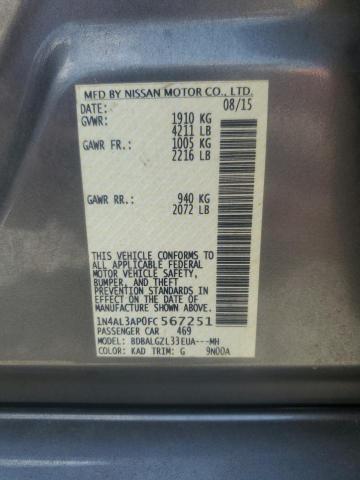 MFD BY NISSAN MOTOR CO., LTD.
DATE: 08/15
GVWR: 1910 KG
4211 LB
GAWR FR.: 1005 KG
2216 LB
GAWR RR.: 940 KG
2072 LB
THIS VEHICLE CONFORMS TO ALL
APPLICABLE FEDERAL
MOTOR VEHICLE SAFETY,
BUMPER, AND THEFT
PREVENTION STANDARDS
IN EFFECT ON THE DATE OF
MANUFACTURE SHOWN
ABOVE.
1N4AL3AP0FC567251
PASSENGER CAR 469
MODEL: BDBALGZL33EUA---MH
COLOR: KAD TRIM: G 9N00A